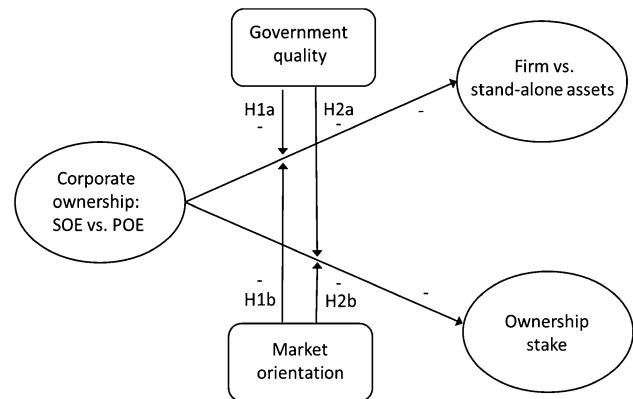 Government
quality
Firm vs.
stand-alone assets
H1a
-
H2a
-
-
Corporate
ownership:
SOE vs. POE
-
H1b
-
H2b
-
Ownership
stake
Market
orientation